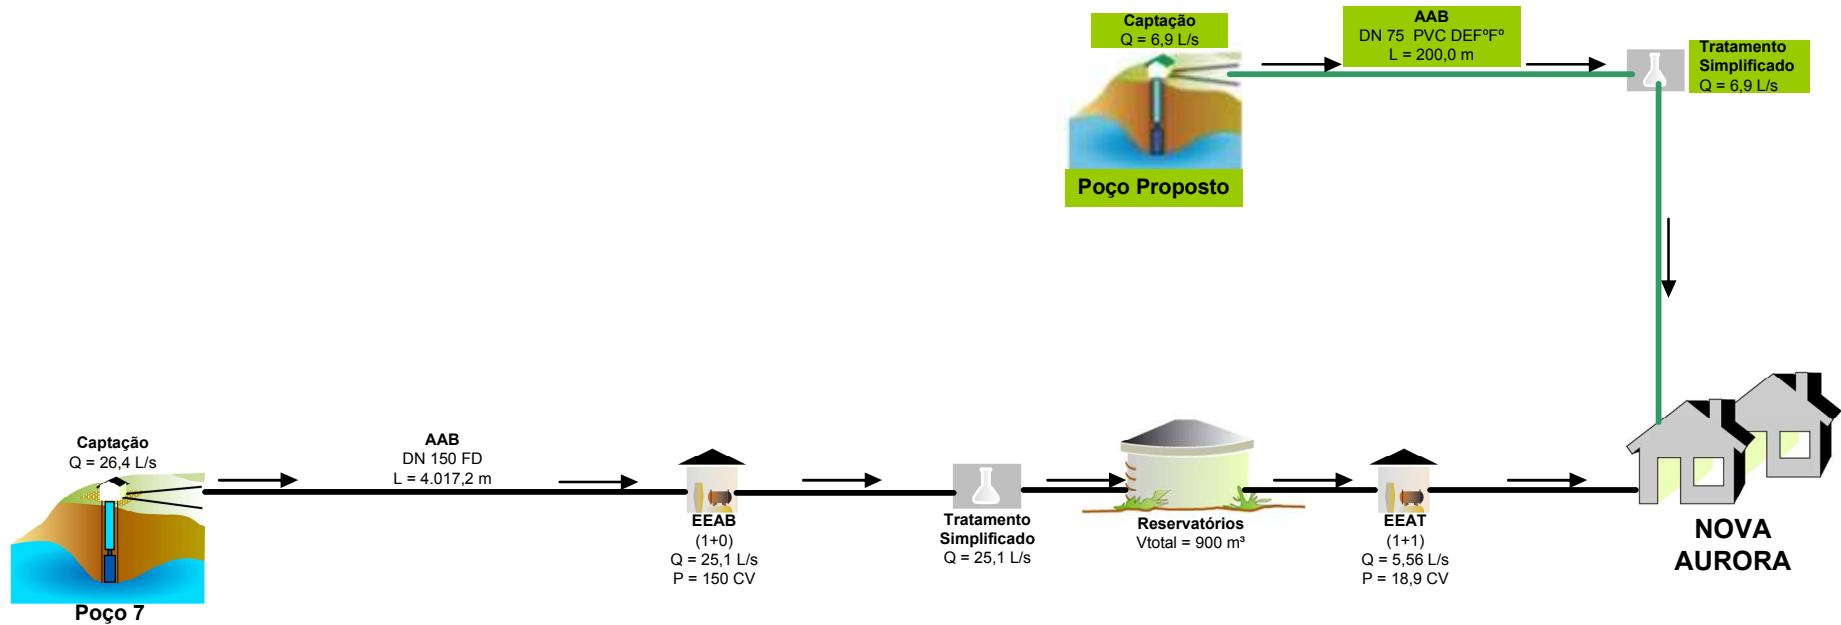 Captação
Q = 6,9 L/s
AAB
DN 75 PVC DEFºFº
L = 200,0 m
Tratamento
Simplificado
Q = 6,9 L/s
Poço Proposto
Captação
Q = 26,4 L/s
AAB
DN 150 FD
L = 4.017,2 m
EEAB
(1+0)
Q = 25,1 L/s
P = 150 CV
Tratamento
Simplificado
Q = 25,1 L/s
Reservatórios
Vtotal = 900 m³
EEAT
(1+1)
Q = 5,56 L/s
P = 18,9 CV
NOVA
AURORA
Poço 7